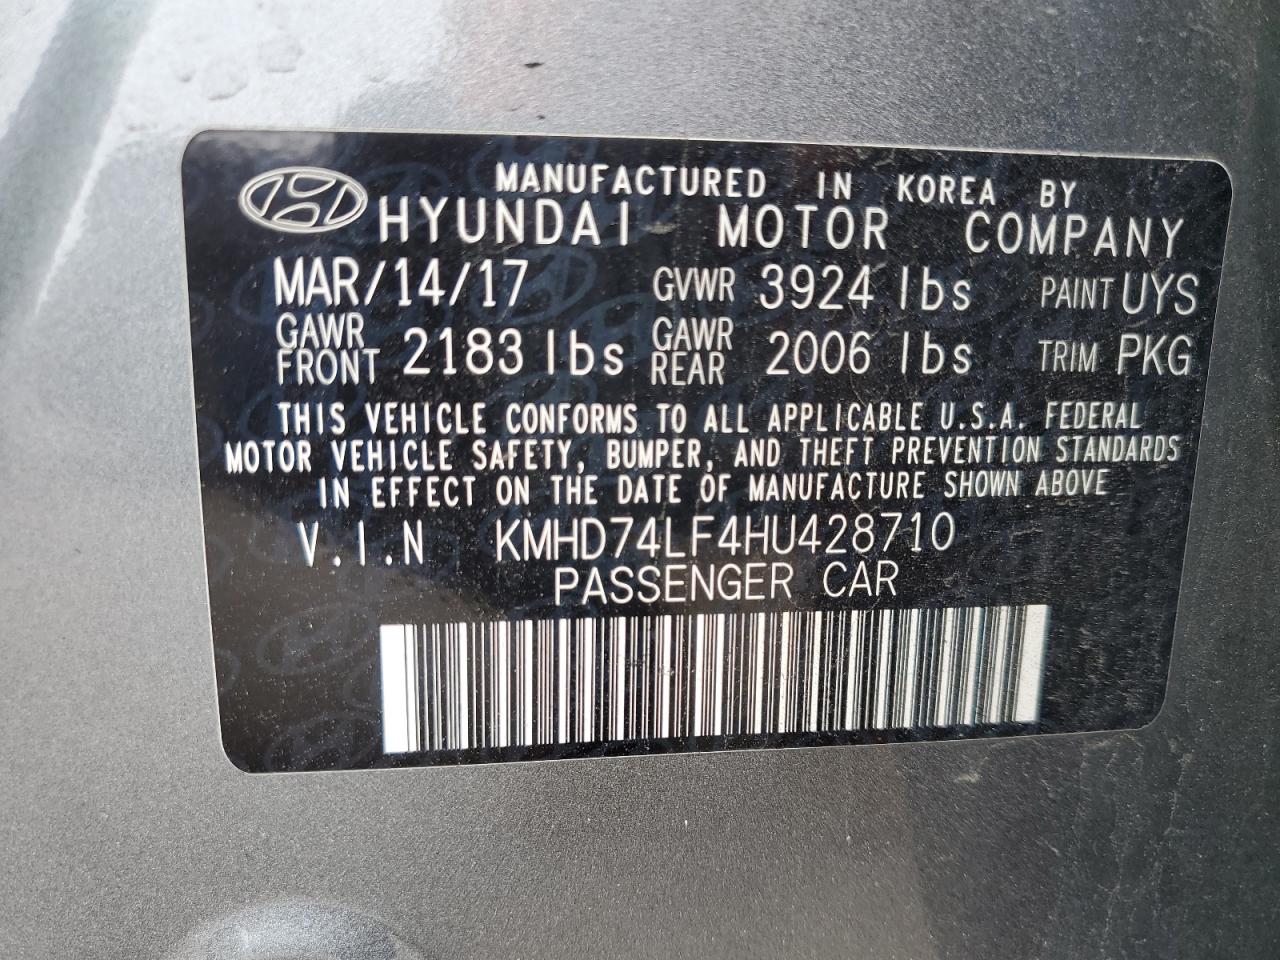 MANUFACTURED IN KOREA BY
HYUNDAI MOTOR COMPANY
MAR/14/17 GVWR 3924 lbs PAINT UYS
GAWR FRONT 2183 lbs GAWR REAR 2006 lbs TRIM PKG
THIS VEHICLE CONFORMS TO ALL APPLICABLE U.S.A. FEDERAL
MOTOR VEHICLE SAFETY, BUMPER, AND THEFT PREVENTION STANDARDS
IN EFFECT ON THE DATE OF MANUFACTURE SHOWN ABOVE
V.I.N KMHD74LF4HU428710
PASSENGER CAR